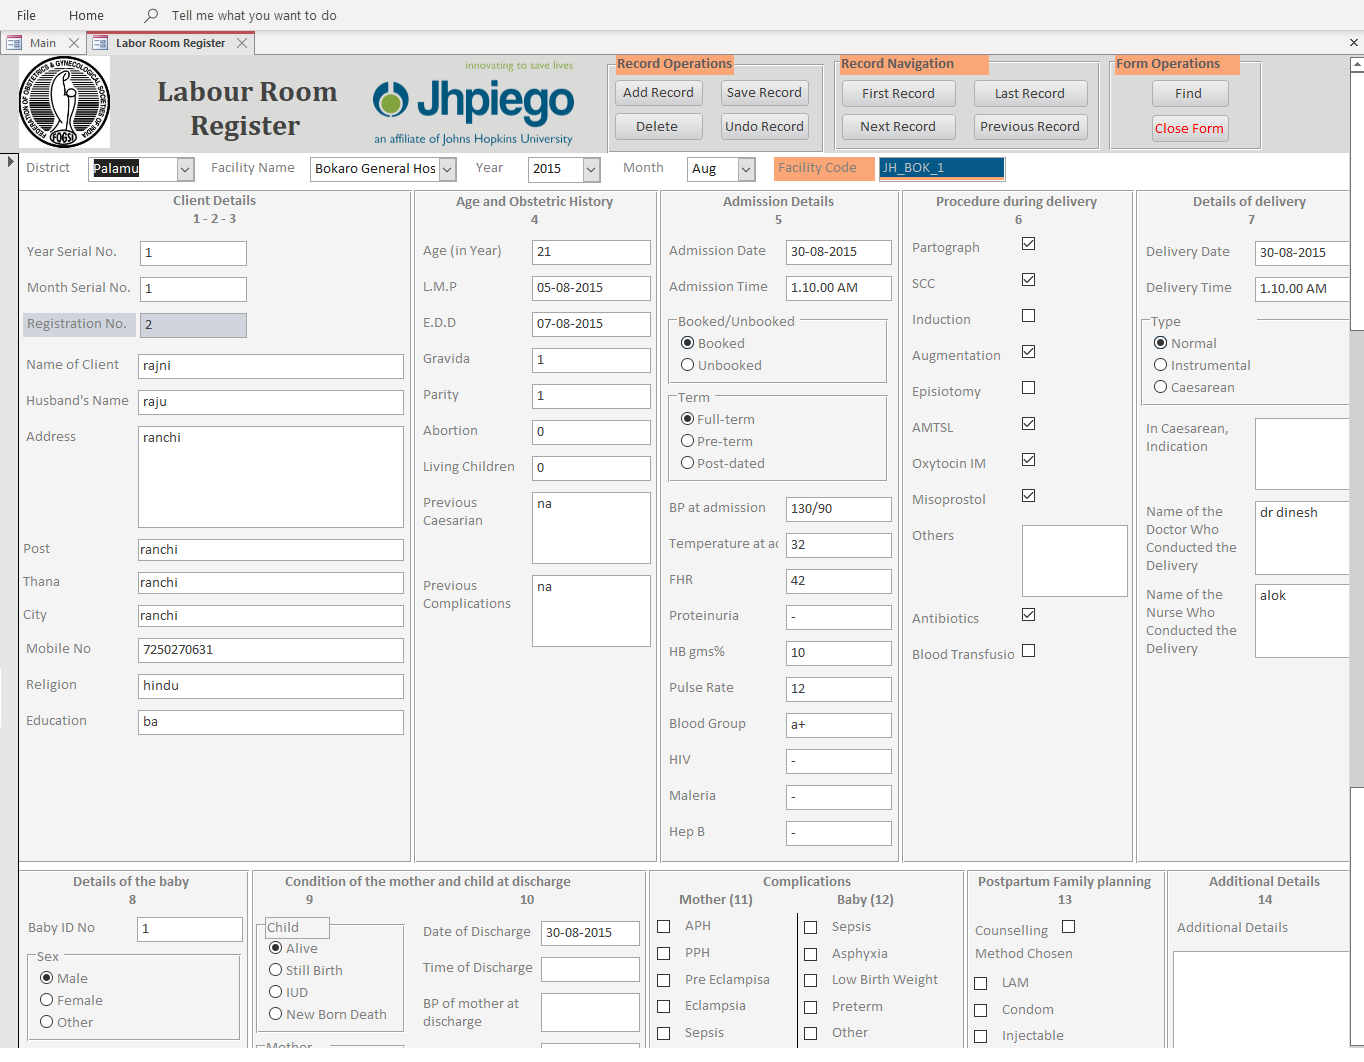 File Home Tell me what you want to do
Main Labor Room Register
FEDERATION OF OBSTETRICS & GYNECOLOGICAL SOCIETIES OF INDIA
FOGSI
Labour Room
Register
innovating to save lives
Jhpiego
an affiliate of Johns Hopkins University
Record Operations
Add Record Save Record
Delete Undo Record
Record Navigation
First Record Last Record
Next Record Previous Record
Form Operations
Find
Close Form
District Palamu Facility Name Bokaro General Hos Year 2015 Month Aug Facility Code JH_BOK_1
Client Details
1 - 2 - 3
Year Serial No. 1
Month Serial No. 1
Registration No. 2
Name of Client rajni
Husband's Name raju
Address ranchi
Post ranchi
Thana ranchi
City ranchi
Mobile No 7250270631
Religion hindu
Education ba
Age and Obstetric History
4
Age (in Year) 21
L.M.P 05-08-2015
E.D.D 07-08-2015
Gravida 1
Parity 1
Abortion 0
Living Children 0
Previous na
Caesarian
Previous na
Complications
Admission Details
5
Admission Date 30-08-2015
Admission Time 1.10.00 AM
Booked/Unbooked
Booked
Unbooked
Term
Full-term
Pre-term
Post-dated
BP at admission 130/90
Temperature at ac 32
FHR 42
Proteinuria -
HB gms% 10
Pulse Rate 12
Blood Group a+
HIV -
Maleria -
Hep B -
Procedure during delivery
6
Partograph
SCC
Induction
Augmentation
Episiotomy
AMTSL
Oxytocin IM
Misoprostol
Others
Antibiotics
Blood Transfusio
Details of delivery
7
Delivery Date 30-08-2015
Delivery Time 1.10.00 AM
Type
Normal
Instrumental
Caesarean
In Caesarean,
Indication
Name of the dr dinesh
Doctor Who
Conducted the
Delivery
Name of the alok
Nurse Who
Conducted the
Delivery
Details of the baby
8
Baby ID No 1
Sex
Male
Female
Other
Condition of the mother and child at discharge
9 10
Child
Alive
Still Birth
IUD
New Born Death
Mother
Date of Discharge 30-08-2015
Time of Discharge
BP of mother at
discharge
Complications
Mother (11) Baby (12)
APH Sepsis
PPH Asphyxia
Pre Eclampisa Low Birth Weight
Eclampsia Preterm
Sepsis Other
Postpartum Family planning
13
Counselling
Method Chosen
LAM
Condom
Injectable
Additional Details
14
Additional Details